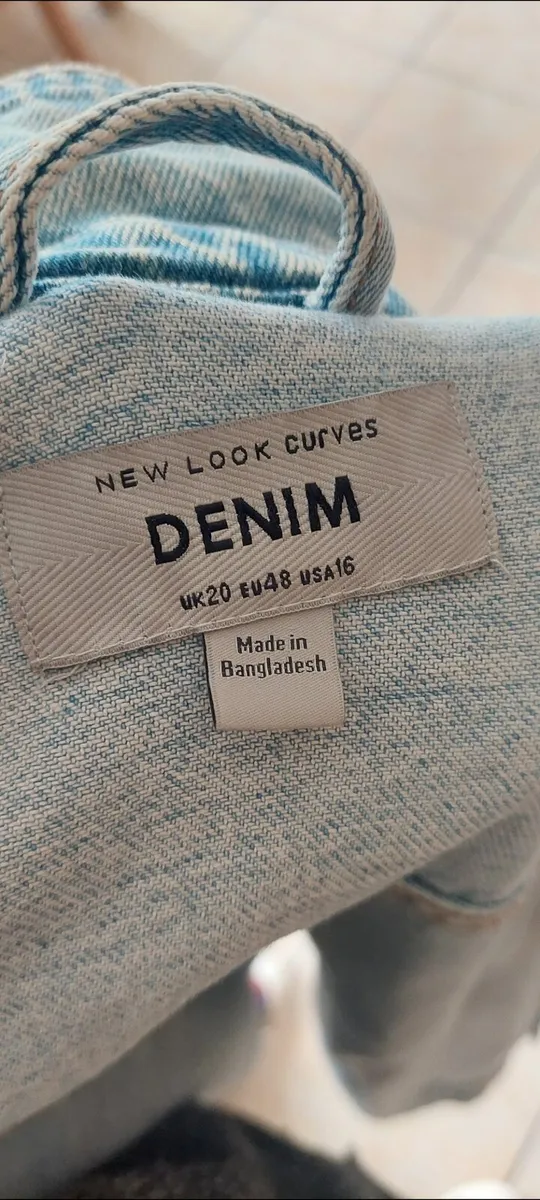 NEW LOOK curves
DENIM
UK20 EU48 USA16
Made in
Bangladesh